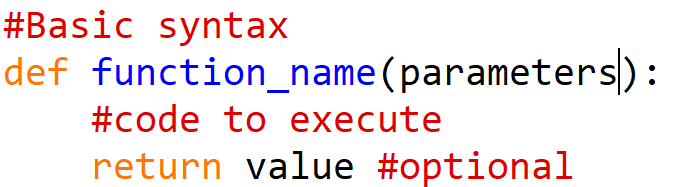 #Basic syntax
def function_name(parameters):
    #code to execute
    return value #optional